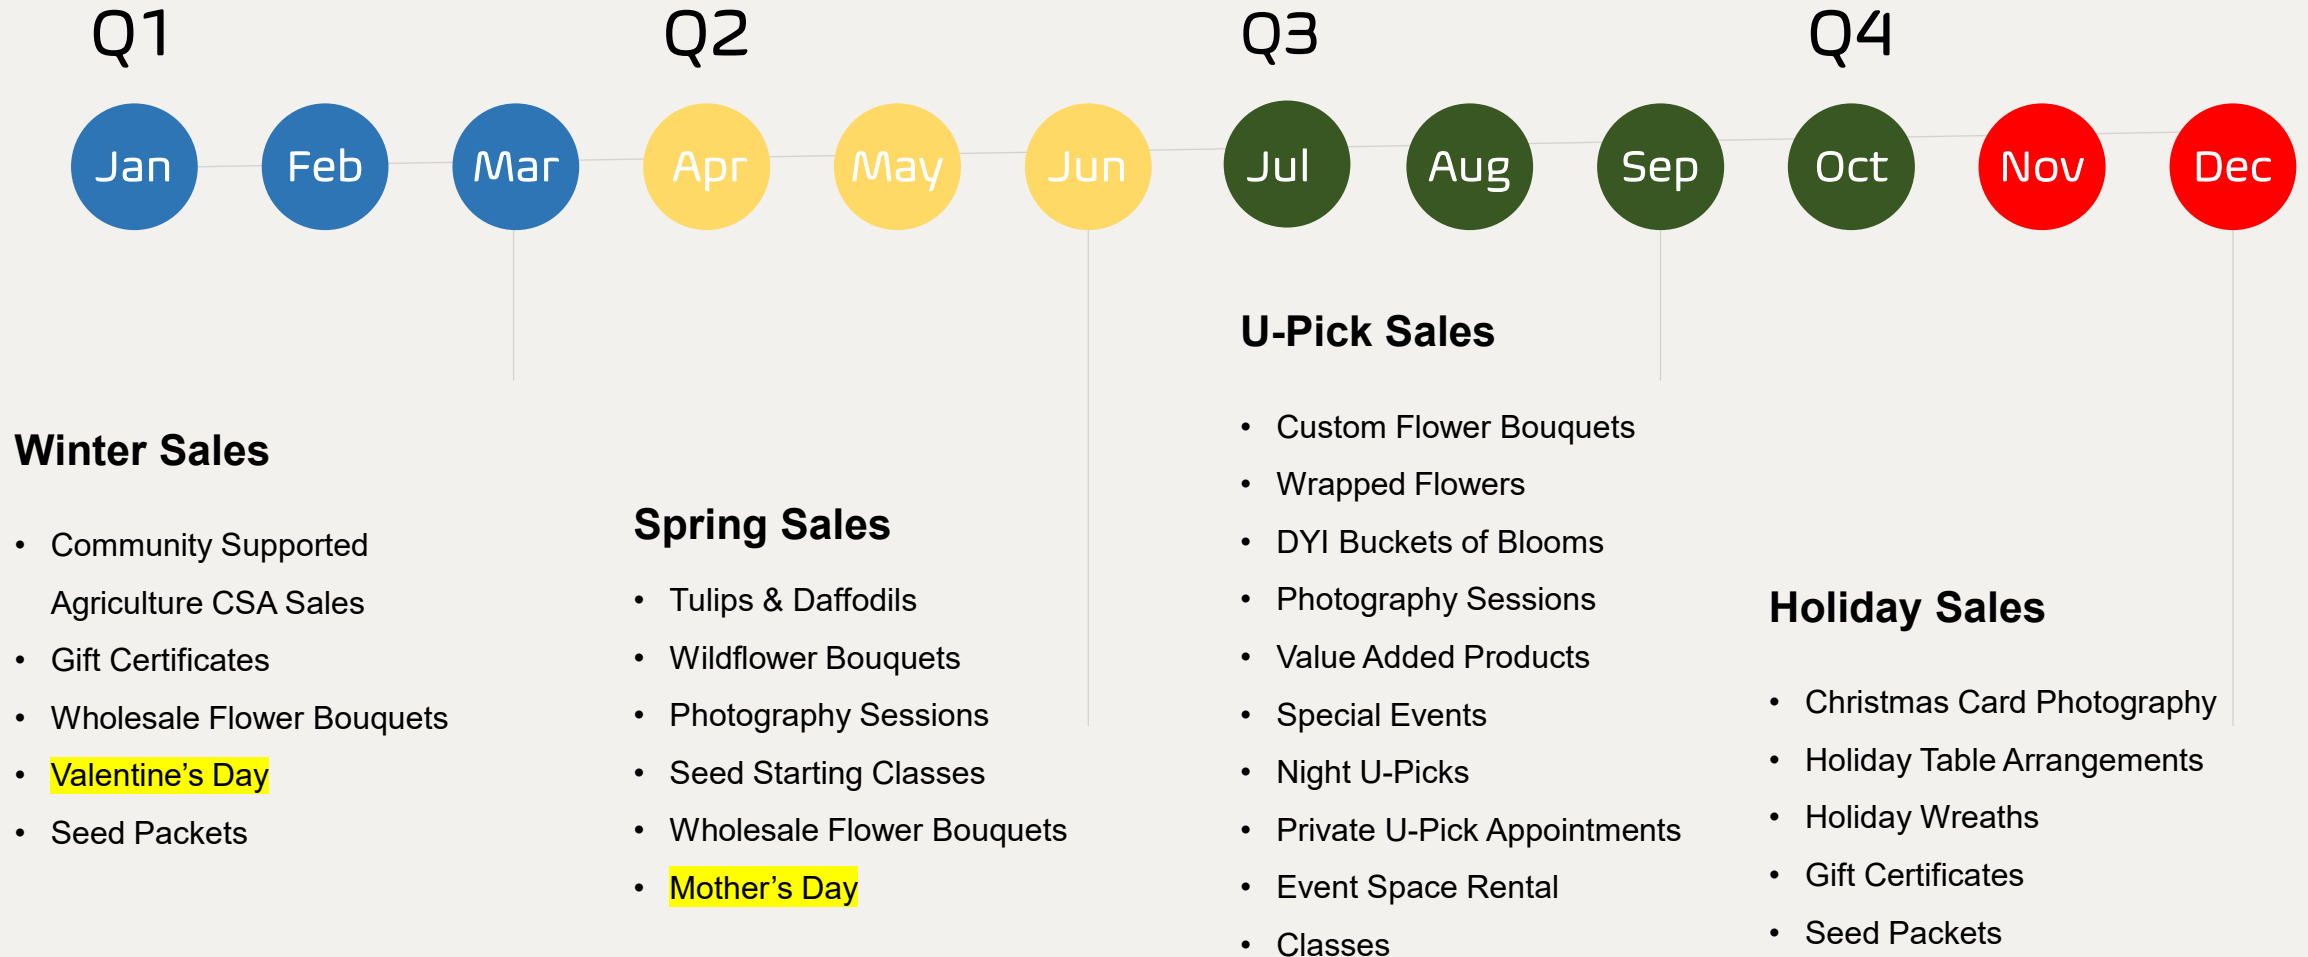 Q1
Q2
Q3
Q4
Jan
Feb
Mar
Apr
May
Jun
Jul
Aug
Sep
Oct
Nov
Dec
Winter Sales
• Community Supported
Agriculture CSA Sales
• Gift Certificates
• Wholesale Flower Bouquets
• Valentine’s Day
• Seed Packets
Spring Sales
• Tulips & Daffodils
• Wildflower Bouquets
• Photography Sessions
• Seed Starting Classes
• Wholesale Flower Bouquets
• Mother’s Day
U-Pick Sales
• Custom Flower Bouquets
• Wrapped Flowers
• DYI Buckets of Blooms
• Photography Sessions
• Value Added Products
• Special Events
• Night U-Picks
• Private U-Pick Appointments
• Event Space Rental
• Classes
Holiday Sales
• Christmas Card Photography
• Holiday Table Arrangements
• Holiday Wreaths
• Gift Certificates
• Seed Packets